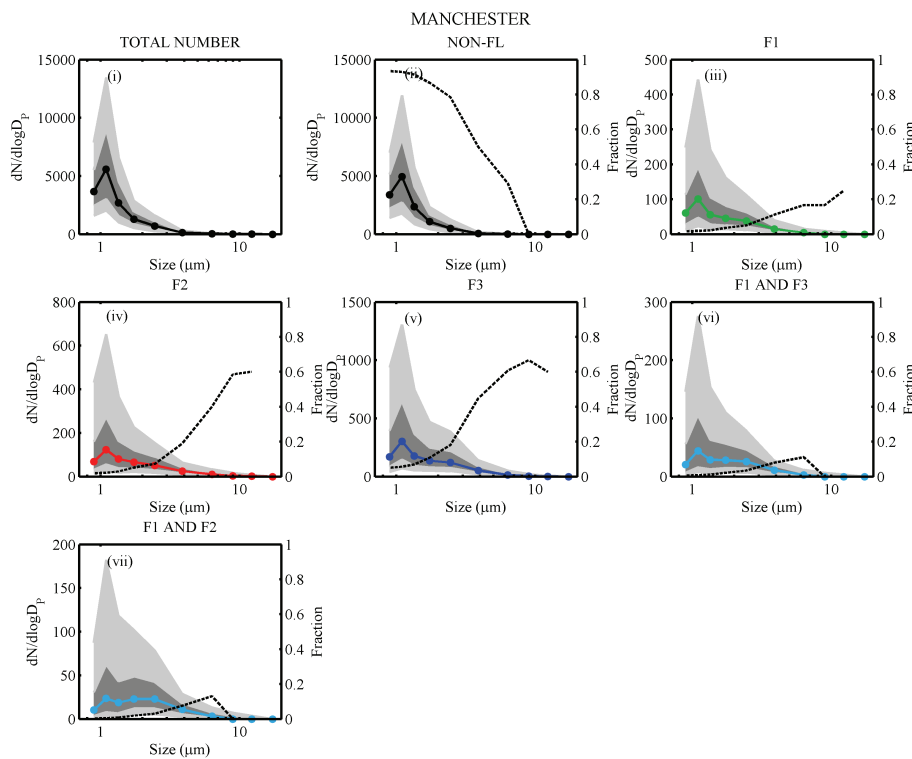 MANCHESTER
TOTAL NUMBER
NON-FL
F1
15000
10000
5000
0
dN/dlogD_P
(i)
1
10
Size (μm)
15000
10000
5000
0
dN/dlogD_P
(ii)
1
0.8
0.6
0.4
0.2
0
Fraction
1
10
Size (μm)
500
400
300
200
100
0
dN/dlogD_P
(iii)
1
0.8
0.6
0.4
0.2
0
Fraction
1
10
Size (μm)
F2
F3
F1 AND F3
800
600
400
200
0
dN/dlogD_P
(iv)
1
0.8
0.6
0.4
0.2
0
Fraction
1
10
Size (μm)
1500
1000
500
0
dN/dlogD_P
(v)
1
0.8
0.6
0.4
0.2
0
Fraction
1
10
Size (μm)
300
200
100
0
dN/dlogD_P
(vi)
1
0.8
0.6
0.4
0.2
0
Fraction
1
10
Size (μm)
F1 AND F2
200
150
100
50
0
dN/dlogD_P
(vii)
1
0.8
0.6
0.4
0.2
0
Fraction
1
10
Size (μm)